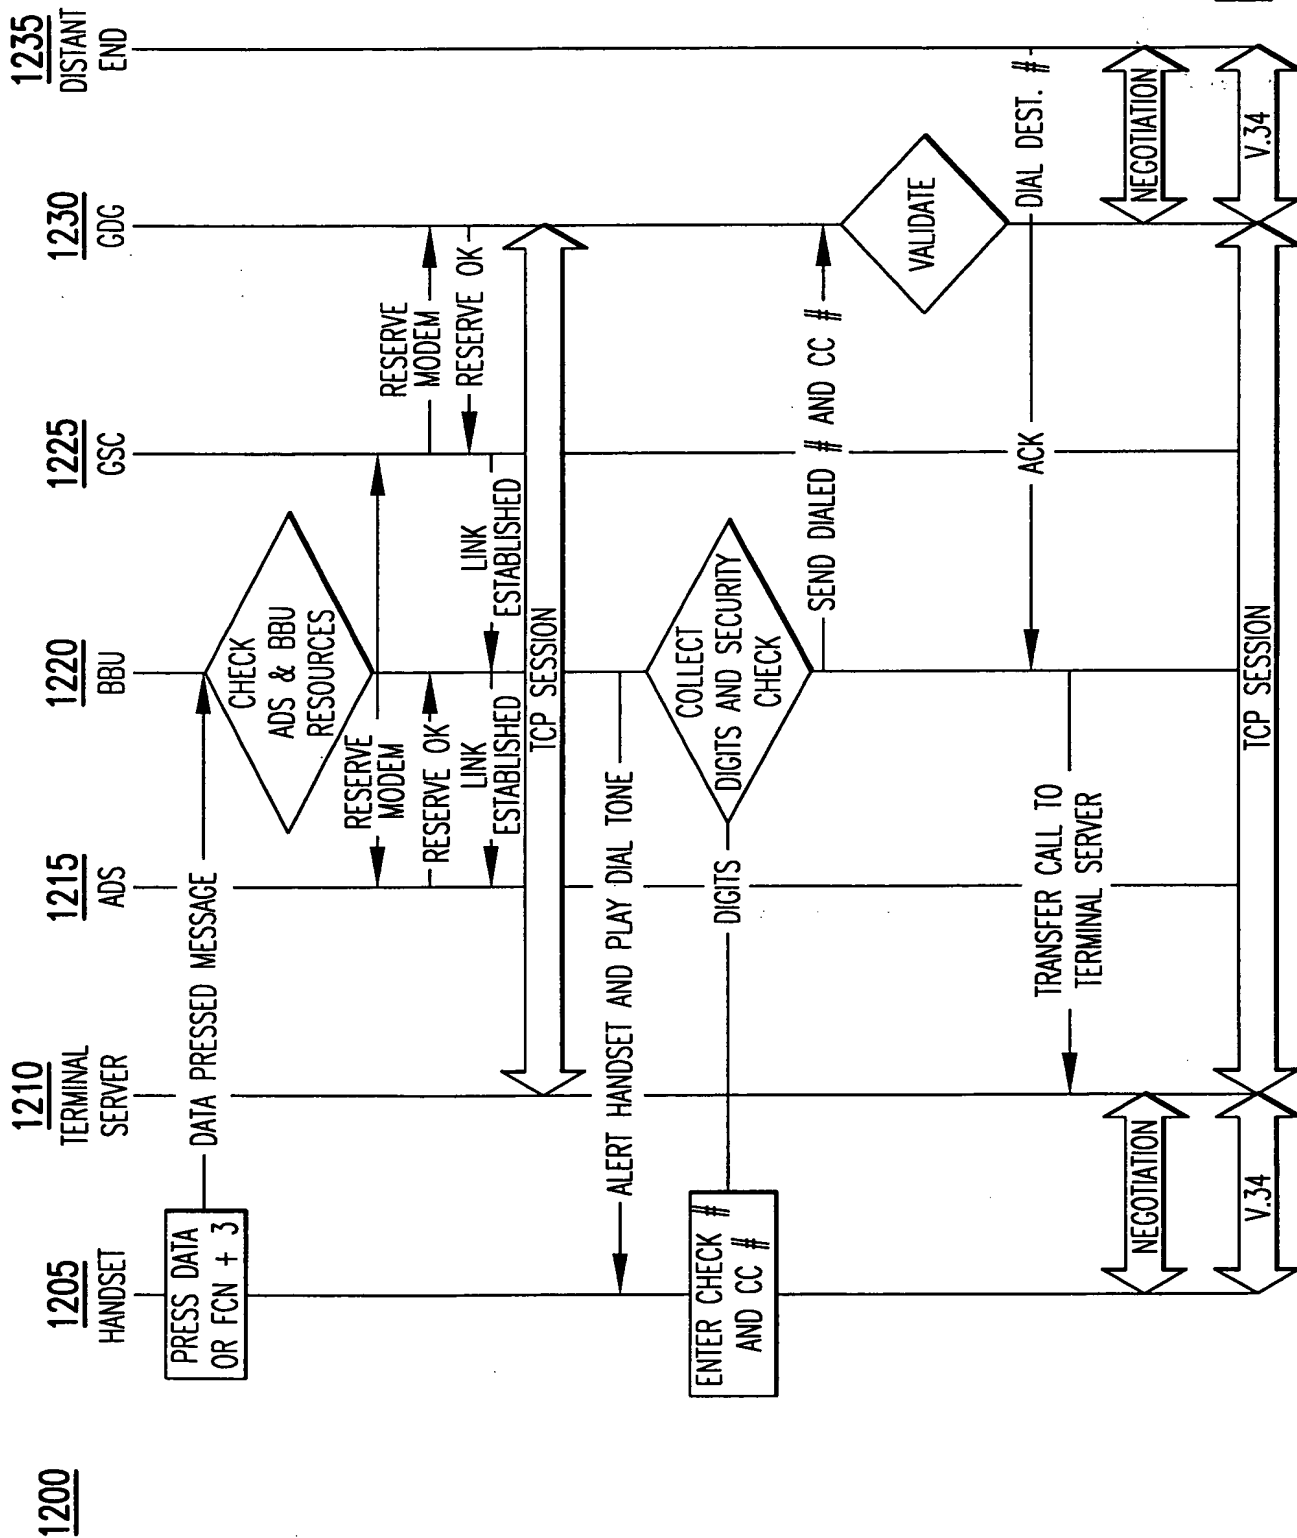 1200
1205
HANDSET
1210
TERMINAL
SERVER
1215
ADS
1220
BBU
1225
GSC
1230
GDG
1235
DISTANT
END
PRESS DATA
OR FCN + 3
DATA PRESSED MESSAGE
CHECK
ADS & BBU
RESOURCES
RESERVE
MODEM
RESERVE OK
LINK
ESTABLISHED
RESERVE
MODEM
RESERVE OK
LINK
ESTABLISHED
TCP SESSION
ALERT HANDSET AND PLAY DIAL TONE
ENTER CHECK #
AND CC #
DIGITS
COLLECT
DIGITS AND SECURITY
CHECK
SEND DIALED # AND CC #
VALIDATE
ACK
DIAL DEST. #
TRANSFER CALL TO
TERMINAL SERVER
NEGOTIATION
NEGOTIATION
V.34
TCP SESSION
V.34